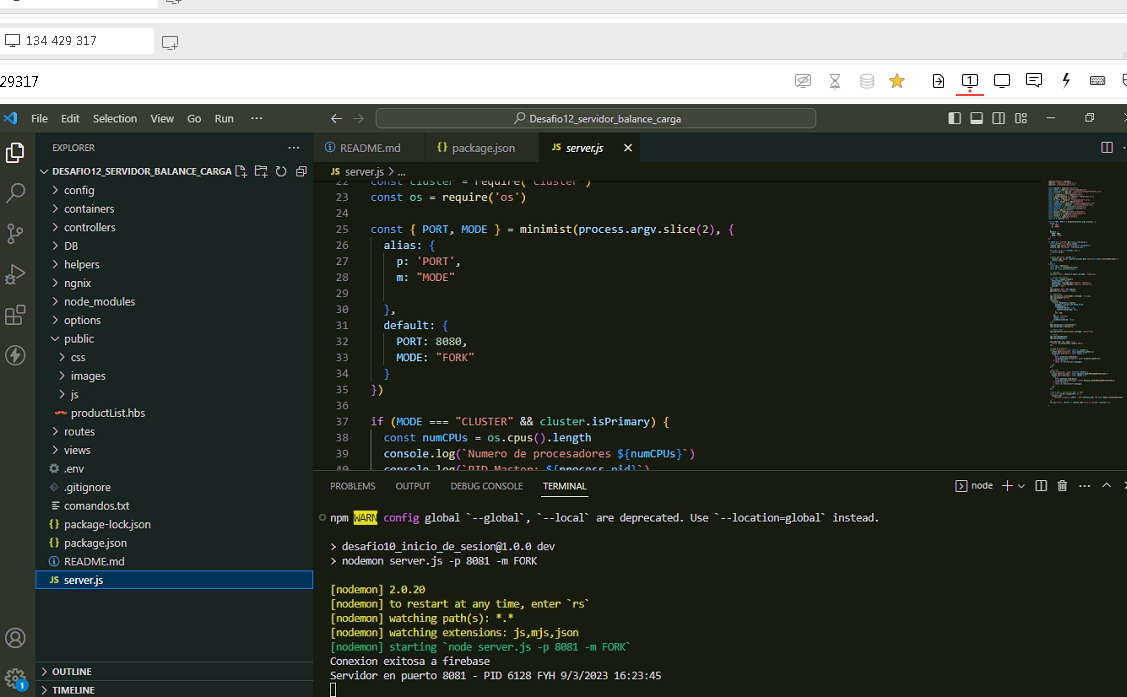 134 429 317
29317
File Edit Selection View Go Run ···
Desafio12_servidor_balance_carga
EXPLORER ···
DESAFIO12_SERVIDOR_BALANCE_CARGA
config
containers
controllers
DB
helpers
ngnix
node_modules
options
public
css
images
js
productList.hbs
routes
views
.env
.gitignore
comandos.txt
package-lock.json
package.json
README.md
JS server.js
OUTLINE
TIMELINE
1
README.md {} package.json JS server.js
JS server.js > ...
22 const cluster = require('cluster')
23 const os = require('os')
24
25 const { PORT, MODE } = minimist(process.argv.slice(2), {
26 alias: {
27 p: 'PORT',
28 m: "MODE"
29
30 },
31 default: {
32 PORT: 8080,
33 MODE: "FORK"
34 }
35 })
36
37 if (MODE === "CLUSTER" && cluster.isPrimary) {
38 const numCPUs = os.cpus().length
39 console.log(`Numero de procesadores ${numCPUs}`)
40 console.log(`PID Master: ${process.pid}`)
PROBLEMS OUTPUT DEBUG CONSOLE TERMINAL
node
npm WARN config global `--global`, `--local` are deprecated. Use `--location=global` instead.
> desafio10_inicio_de_sesion@1.0.0 dev
> nodemon server.js -p 8081 -m FORK
[nodemon] 2.0.20
[nodemon] to restart at any time, enter `rs`
[nodemon] watching path(s): *.*
[nodemon] watching extensions: js,mjs,json
[nodemon] starting `node server.js -p 8081 -m FORK`
Conexion exitosa a firebase
Servidor en puerto 8081 - PID 6128 FYH 9/3/2023 16:23:45